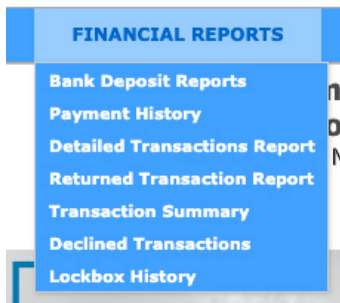 FINANCIAL REPORTS
Bank Deposit Reports
Payment History
Detailed Transactions Report
Returned Transaction Report
Transaction Summary
Declined Transactions
Lockbox History